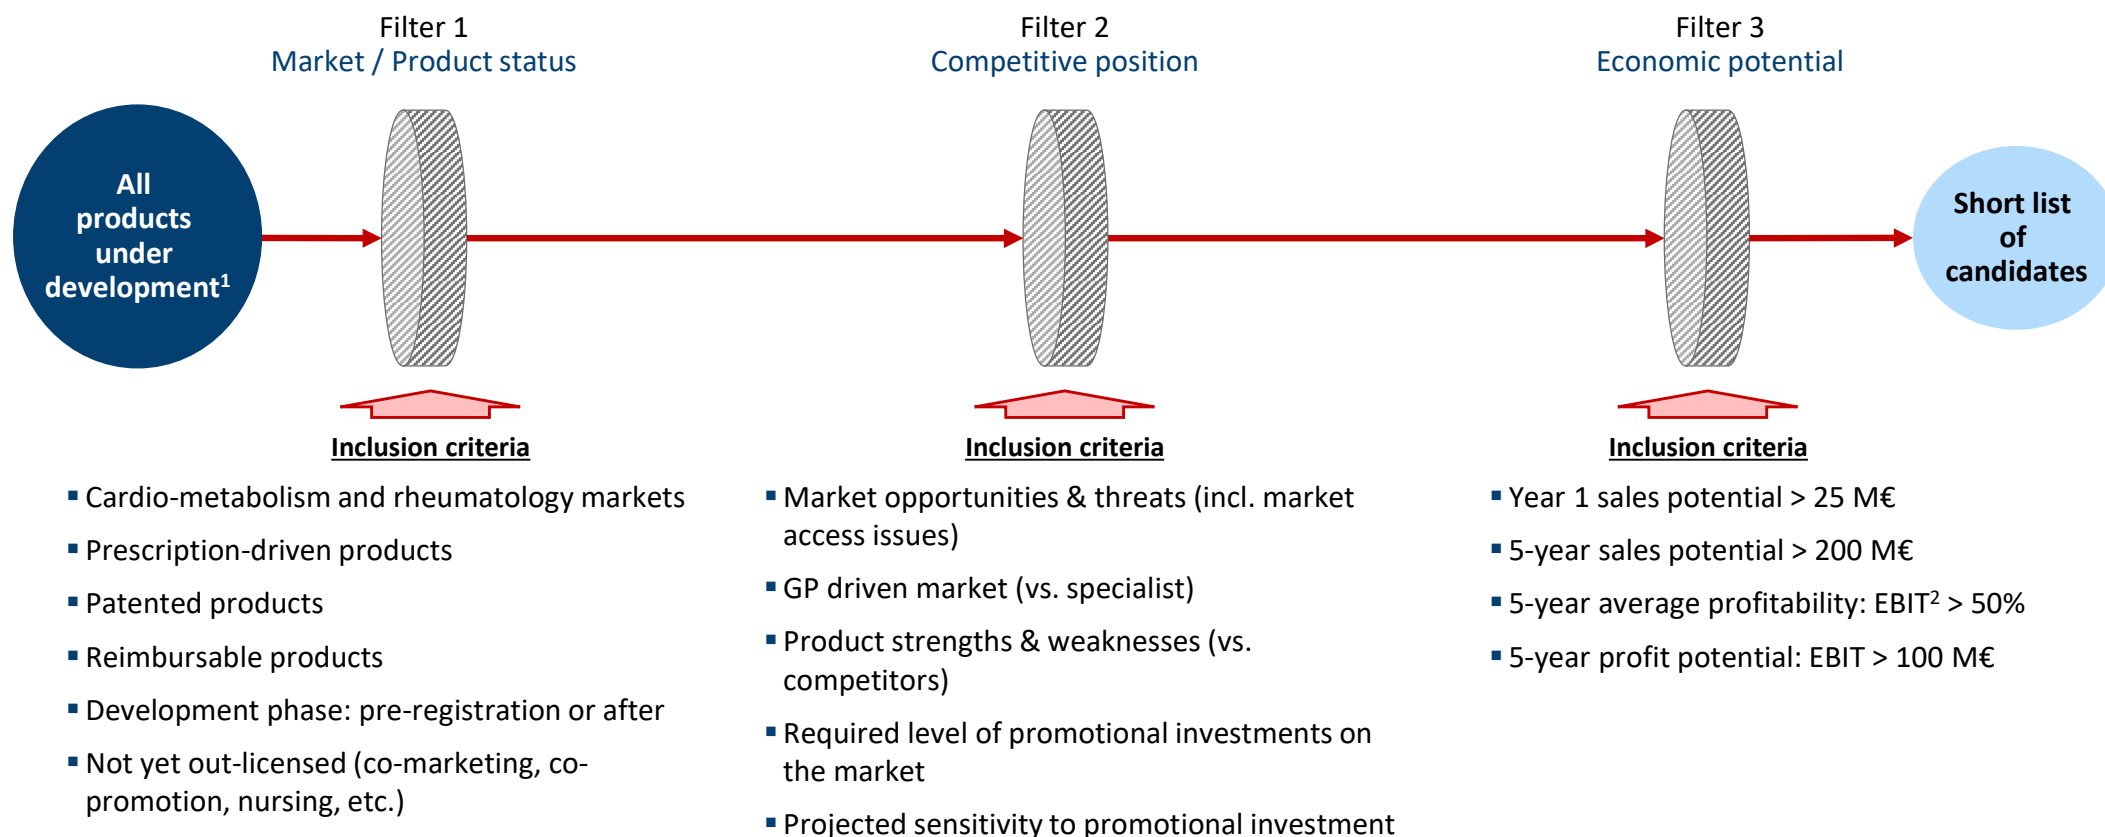 Filter 1
Market / Product status
Filter 2
Competitive position
Filter 3
Economic potential
All
products
under
development¹
Short list
of
candidates
Inclusion criteria
▪ Cardio-metabolism and rheumatology markets
▪ Prescription-driven products
▪ Patented products
▪ Reimbursable products
▪ Development phase: pre-registration or after
▪ Not yet out-licensed (co-marketing, co-
promotion, nursing, etc.)
Inclusion criteria
▪ Market opportunities & threats (incl. market
access issues)
▪ GP driven market (vs. specialist)
▪ Product strengths & weaknesses (vs.
competitors)
▪ Required level of promotional investments on
the market
▪ Projected sensitivity to promotional investment
Inclusion criteria
▪ Year 1 sales potential > 25 M€
▪ 5-year sales potential > 200 M€
▪ 5-year average profitability: EBIT² > 50%
▪ 5-year profit potential: EBIT > 100 M€